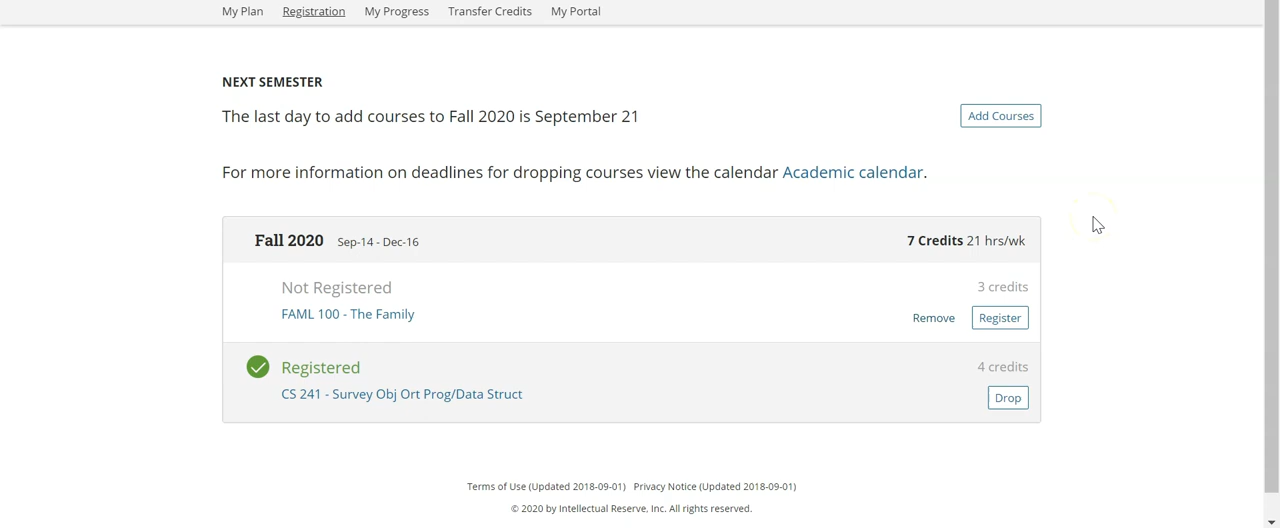 My Plan Registration My Progress Transfer Credits My Portal
NEXT SEMESTER
The last day to add courses to Fall 2020 is September 21 Add Courses
For more information on deadlines for dropping courses view the calendar Academic calendar.
Fall 2020 Sep-14 - Dec-16 7 Credits 21 hrs/wk
Not Registered 3 credits
FAML 100 - The Family Remove Register
Registered 4 credits
CS 241 - Survey Obj Ort Prog/Data Struct Drop
Terms of Use (Updated 2018-09-01) Privacy Notice (Updated 2018-09-01)
© 2020 by Intellectual Reserve, Inc. All rights reserved.